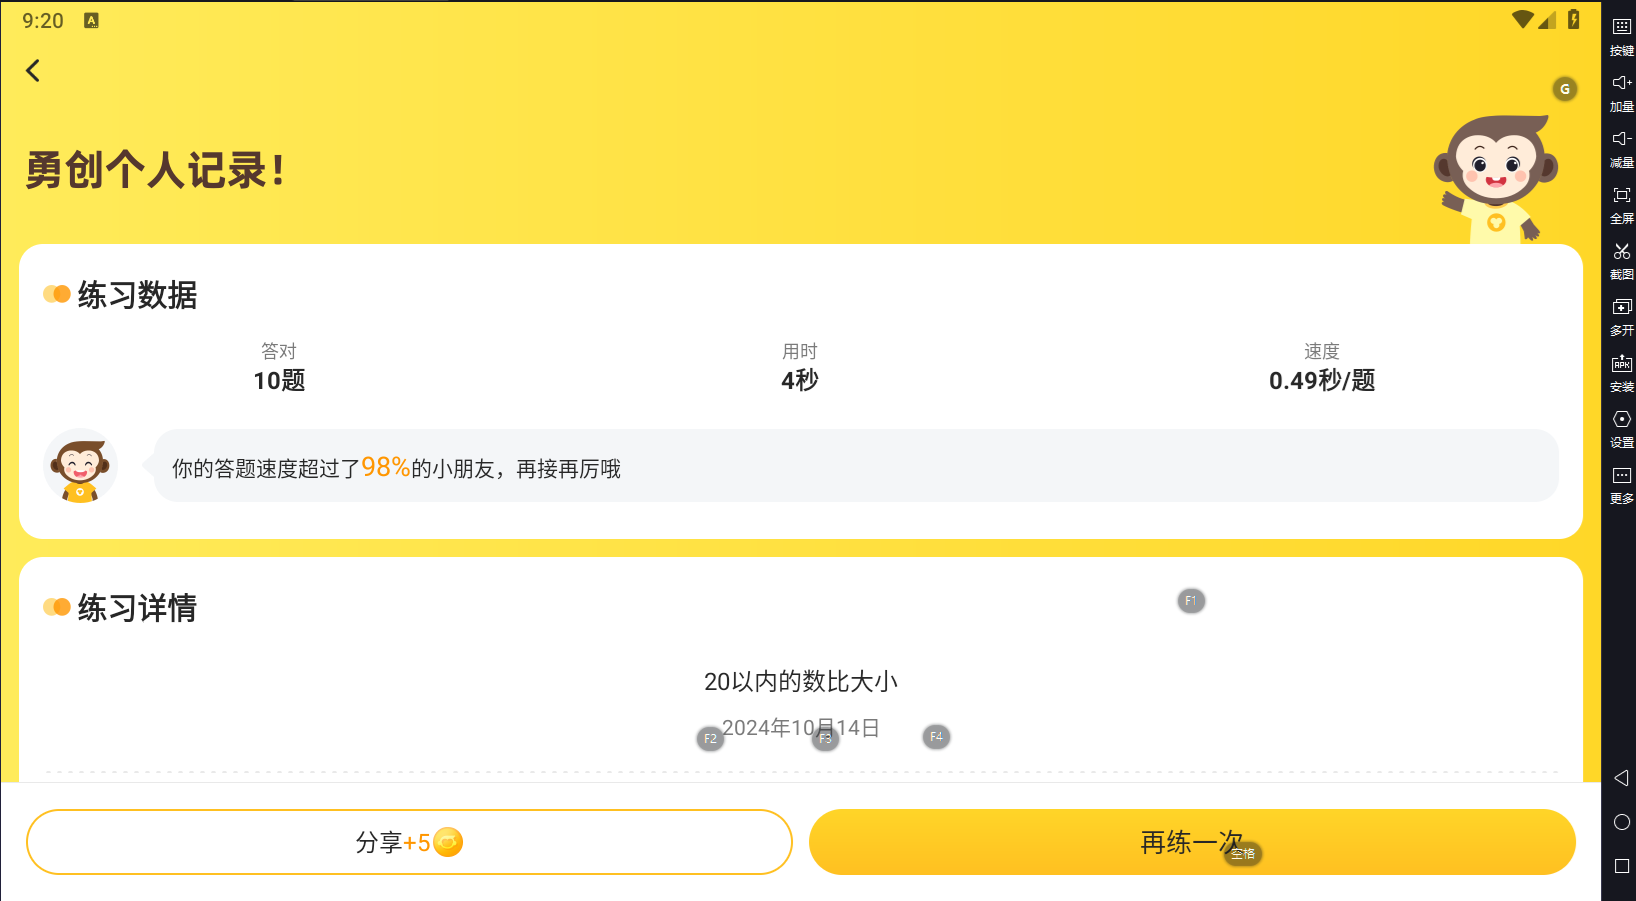 9:20
A
G
勇创个人记录!
练习数据
答对
10题
用时
4秒
速度
0.49秒/题
你的答题速度超过了98%的小朋友，再接再厉哦
练习详情
F1
20以内的数比大小
2024年10月14日
F2
F3
F4
分享+5
再练一次
空格
按键
加量
减量
全屏
截图
多开
APK
安装
设置
更多